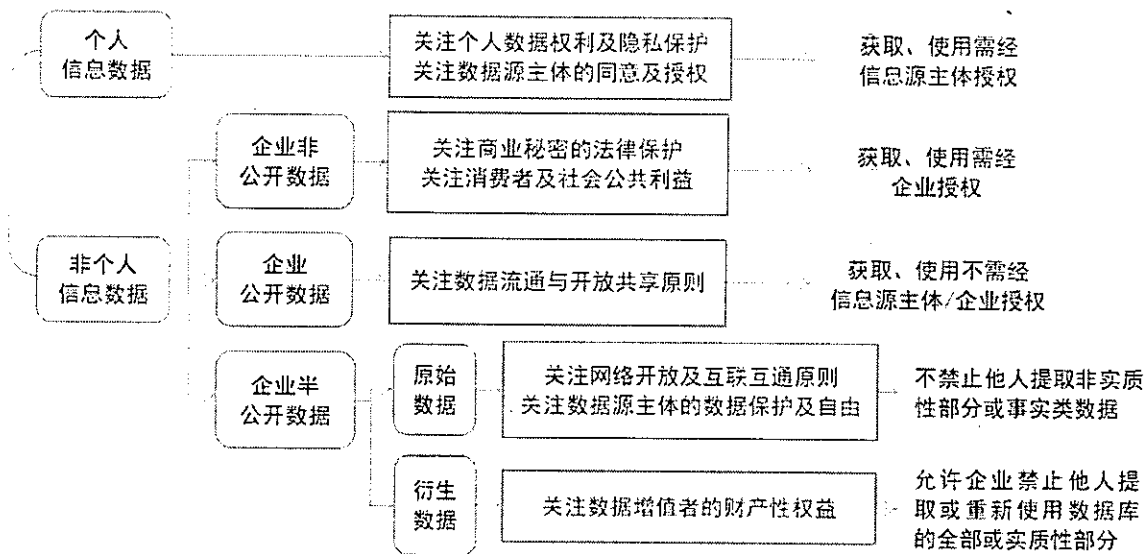 个人
信息数据
关注个人数据权利及隐私保护
关注数据源主体的同意及授权
获取、使用需经
信息源主体授权
企业非
公开数据
关注商业秘密的法律保护
关注消费者及社会公共利益
获取、使用需经
企业授权
非个人
信息数据
企业
公开数据
关注数据流通与开放共享原则
获取、使用不需经
信息源主体/企业授权
企业半
公开数据
原始
数据
关注网络开放及互联互通原则
关注数据源主体的数据保护及自由
不禁止他人提取非实质
性部分或事实类数据
衍生
数据
关注数据增值者的财产性权益
允许企业禁止他人提
取或重新使用数据库
的全部或实质性部分